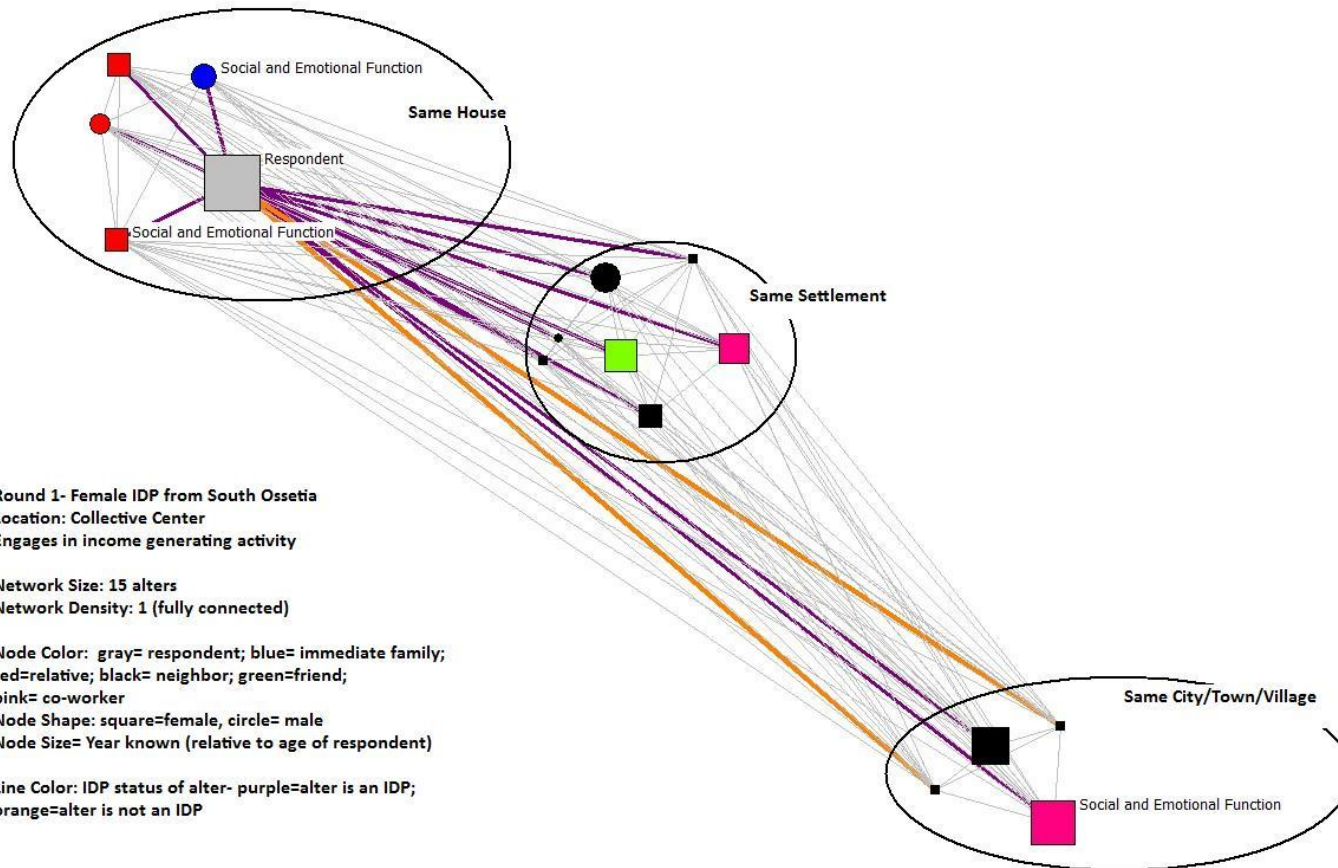 Social and Emotional Function
Same House
Respondent
Social and Emotional Function
Same Settlement
Round 1- Female IDP from South Ossetia
Location: Collective Center
Engages in income generating activity
Network Size: 15 alters
Network Density: 1 (fully connected)
Node Color: gray= respondent; blue= immediate family;
red=relative; black= neighbor; green=friend;
pink= co-worker
Node Shape: square=female, circle= male
Node Size= Year known (relative to age of respondent)
Line Color: IDP status of alter- purple=alter is an IDP;
orange=alter is not an IDP
Same City/Town/Village
Social and Emotional Function